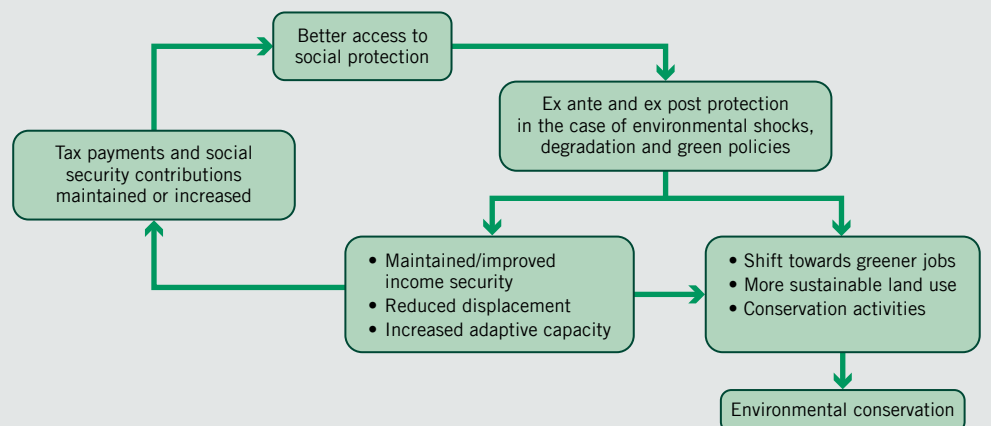 Better access to
social protection
Ex ante and ex post protection
in the case of environmental shocks,
degradation and green policies
Tax payments and social
security contributions
maintained or increased
• Maintained/improved
income security
• Reduced displacement
• Increased adaptive capacity
• Shift towards greener jobs
• More sustainable land use
• Conservation activities
Environmental conservation